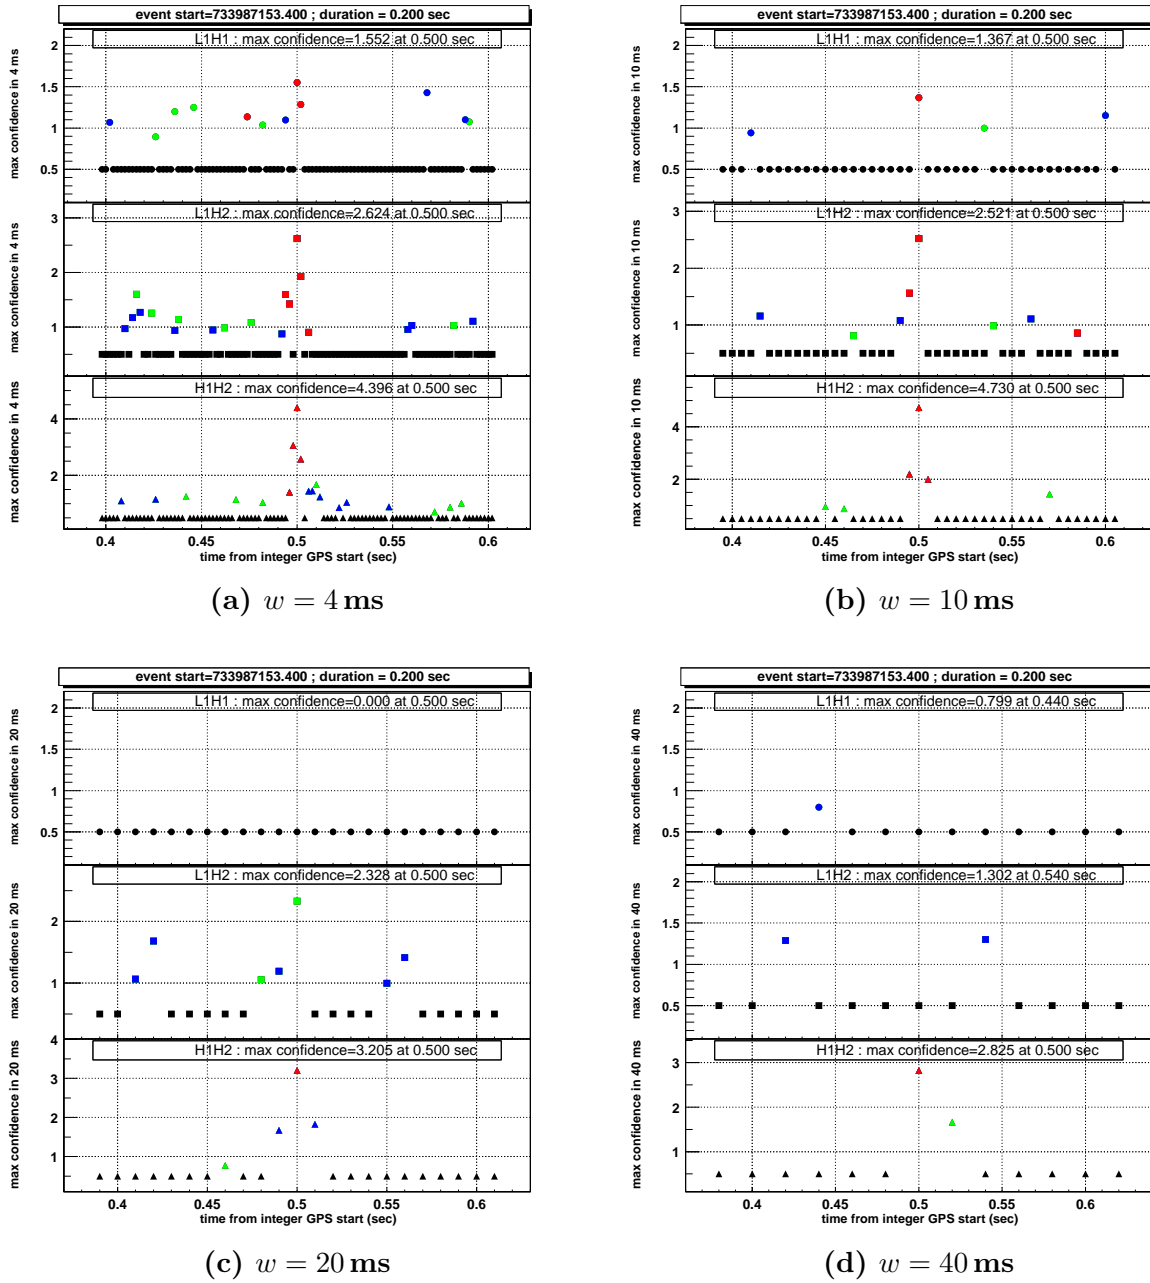 event start=733987153.400 ; duration = 0.200 sec
L1H1 : max confidence=1.552 at 0.500 sec
max confidence in 4 ms
2
1.5
1
0.5
L1H2 : max confidence=2.624 at 0.500 sec
max confidence in 4 ms
3
2
1
H1H2 : max confidence=4.396 at 0.500 sec
max confidence in 4 ms
4
2
0.4 0.45 0.5 0.55 0.6
time from integer GPS start (sec)
(a) w = 4 ms
event start=733987153.400 ; duration = 0.200 sec
L1H1 : max confidence=1.367 at 0.500 sec
max confidence in 10 ms
2
1.5
1
0.5
L1H2 : max confidence=2.521 at 0.500 sec
max confidence in 10 ms
3
2
1
H1H2 : max confidence=4.730 at 0.500 sec
max confidence in 10 ms
4
2
0.4 0.45 0.5 0.55 0.6
time from integer GPS start (sec)
(b) w = 10 ms
event start=733987153.400 ; duration = 0.200 sec
L1H1 : max confidence=0.000 at 0.500 sec
max confidence in 20 ms
2
1.5
1
0.5
L1H2 : max confidence=2.328 at 0.500 sec
max confidence in 20 ms
2
1
H1H2 : max confidence=3.205 at 0.500 sec
max confidence in 20 ms
4
3
2
1
0.4 0.45 0.5 0.55 0.6
time from integer GPS start (sec)
(c) w = 20 ms
event start=733987153.400 ; duration = 0.200 sec
L1H1 : max confidence=0.799 at 0.440 sec
max confidence in 40 ms
2
1.5
1
0.5
L1H2 : max confidence=1.302 at 0.540 sec
max confidence in 40 ms
2
1.5
1
0.5
H1H2 : max confidence=2.825 at 0.500 sec
max confidence in 40 ms
3
2
1
0.4 0.45 0.5 0.55 0.6
time from integer GPS start (sec)
(d) w = 40 ms